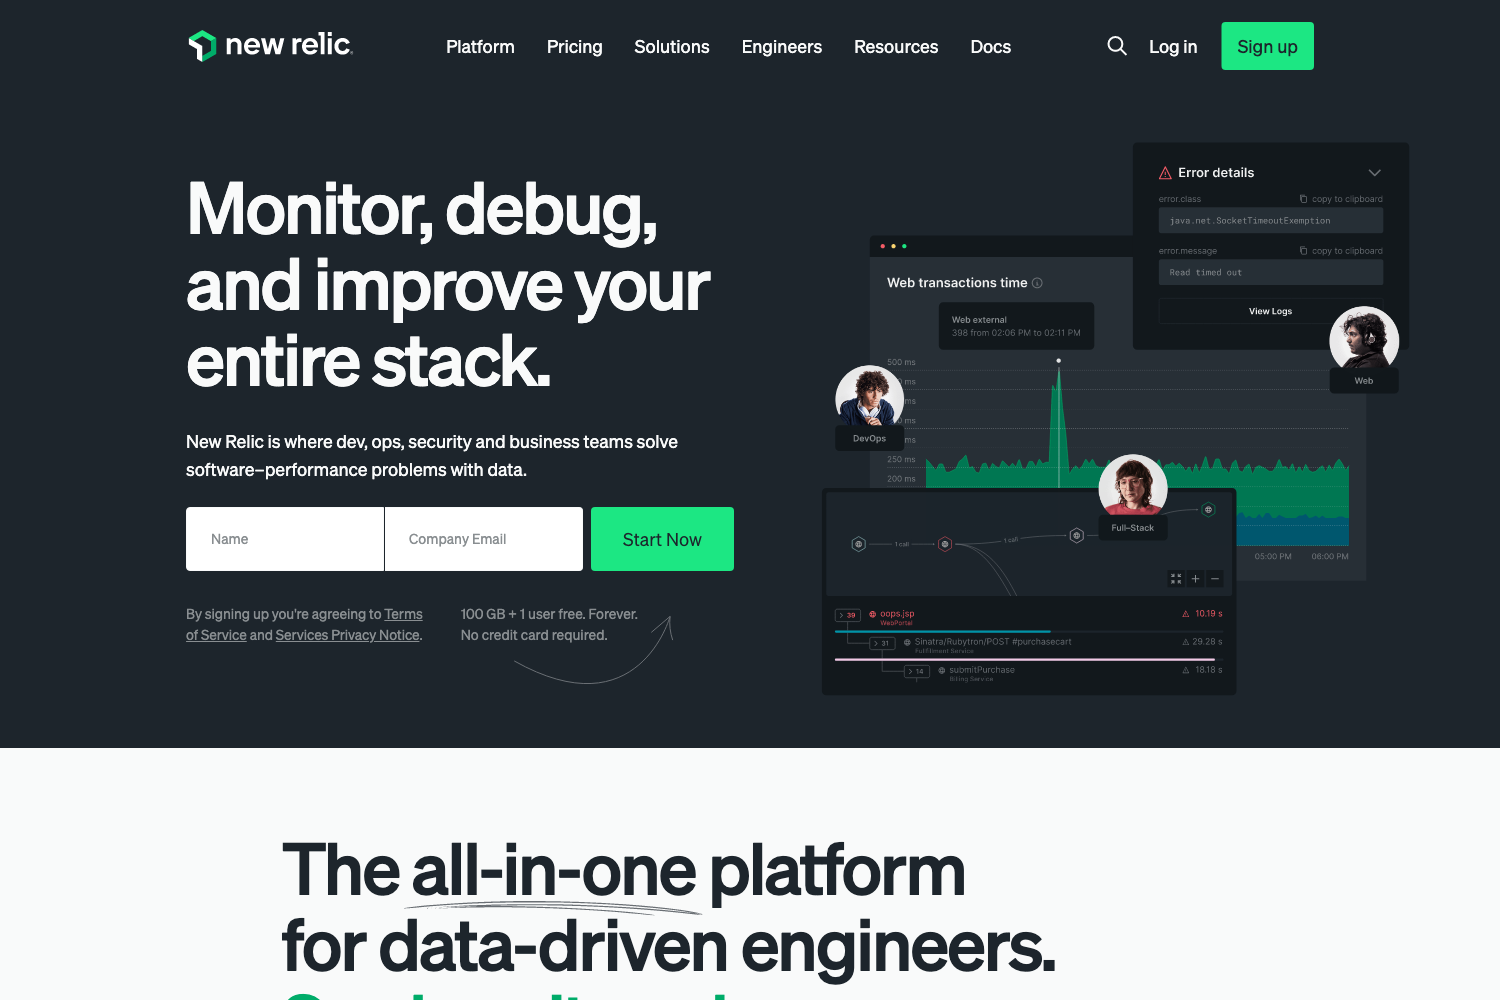 new relic
Platform
Pricing
Solutions
Engineers
Resources
Docs
Log in
Sign up
Monitor, debug,
and improve your
entire stack.
New Relic is where dev, ops, security and business teams solve
software–performance problems with data.
Name
Company Email
Start Now
By signing up you're agreeing to Terms
of Service and Services Privacy Notice.
100 GB + 1 user free. Forever.
No credit card required.
Error details
error.class
copy to clipboard
java.net.SocketTimeoutExemption
error.message
copy to clipboard
Read timed out
View Logs
Web
Web transactions time
Web external
398 from 02:06 PM to 02:11 PM
500 ms
ms
ms
ms
ms
250 ms
200 ms
05:00 PM
06:00 PM
DevOps
Full–Stack
1 call
1 call
39
oops.jsp
WebPortal
10.19 s
31
Sinatra/Rubytron/POST #purchasecart
Fulfillment Service
29.28 s
14
submitPurchase
Billing Service
18.18 s
The all-in-one platform
for data-driven engineers.